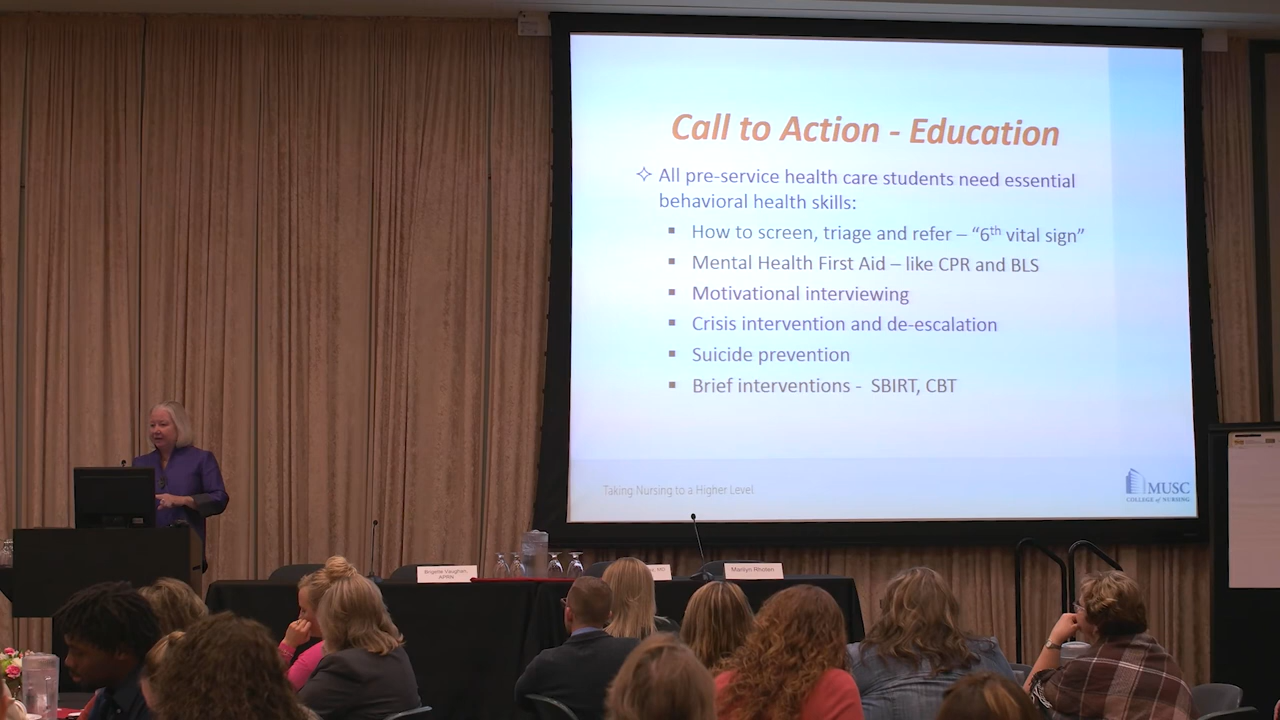 Call to Action - Education
✧ All pre-service health care students need essential
behavioral health skills:
▪ How to screen, triage and refer – “6th vital sign”
▪ Mental Health First Aid – like CPR and BLS
▪ Motivational interviewing
▪ Crisis intervention and de-escalation
▪ Suicide prevention
▪ Brief interventions - SBIRT, CBT
Taking Nursing to a Higher Level
MUSC
COLLEGE of NURSING
Brigette Vaughan,
APRN
MD
Marilyn Rhoten